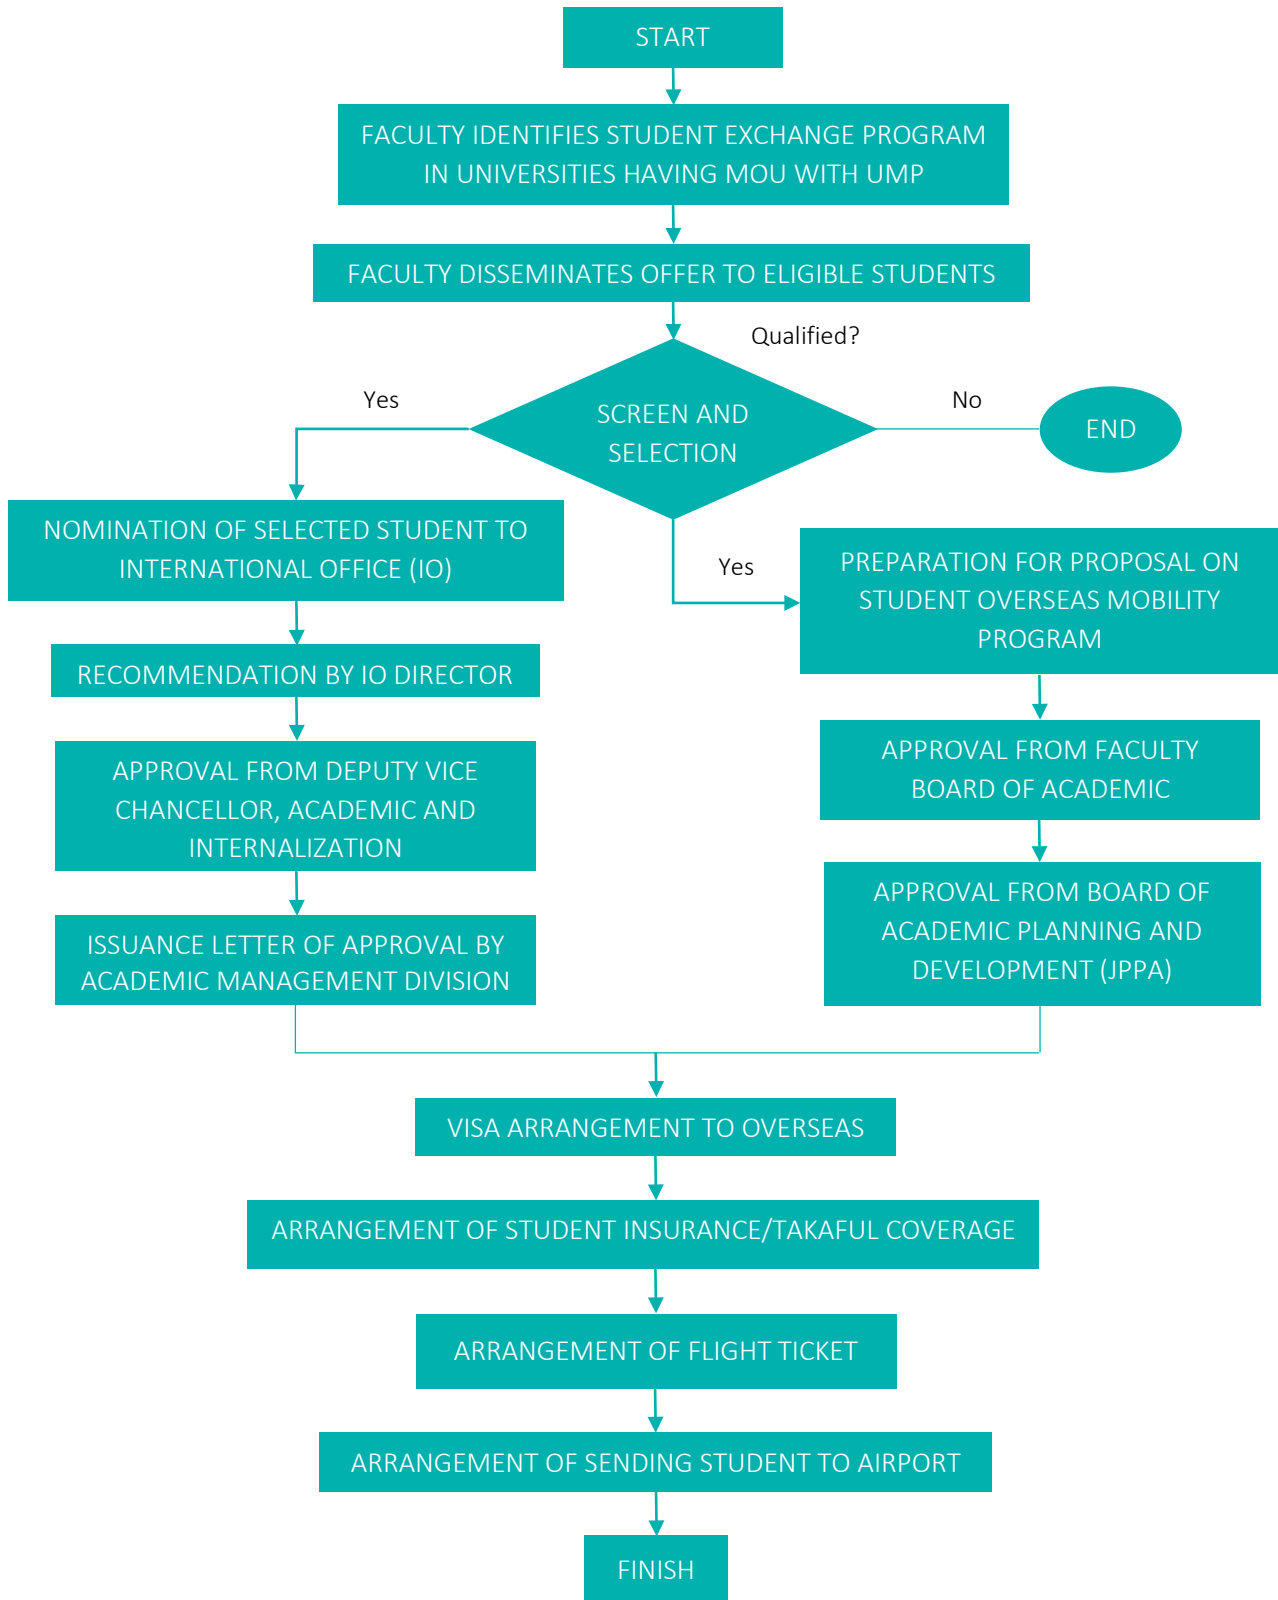 START
FACULTY IDENTIFIES STUDENT EXCHANGE PROGRAM
IN UNIVERSITIES HAVING MOU WITH UMP
FACULTY DISSEMINATES OFFER TO ELIGIBLE STUDENTS
Qualified?
SCREEN AND
SELECTION
Yes
No
END
NOMINATION OF SELECTED STUDENT TO
INTERNATIONAL OFFICE (IO)
RECOMMENDATION BY IO DIRECTOR
APPROVAL FROM DEPUTY VICE
CHANCELLOR, ACADEMIC AND
INTERNALIZATION
ISSUANCE LETTER OF APPROVAL BY
ACADEMIC MANAGEMENT DIVISION
Yes
PREPARATION FOR PROPOSAL ON
STUDENT OVERSEAS MOBILITY
PROGRAM
APPROVAL FROM FACULTY
BOARD OF ACADEMIC
APPROVAL FROM BOARD OF
ACADEMIC PLANNING AND
DEVELOPMENT (JPPA)
VISA ARRANGEMENT TO OVERSEAS
ARRANGEMENT OF STUDENT INSURANCE/TAKAFUL COVERAGE
ARRANGEMENT OF FLIGHT TICKET
ARRANGEMENT OF SENDING STUDENT TO AIRPORT
FINISH